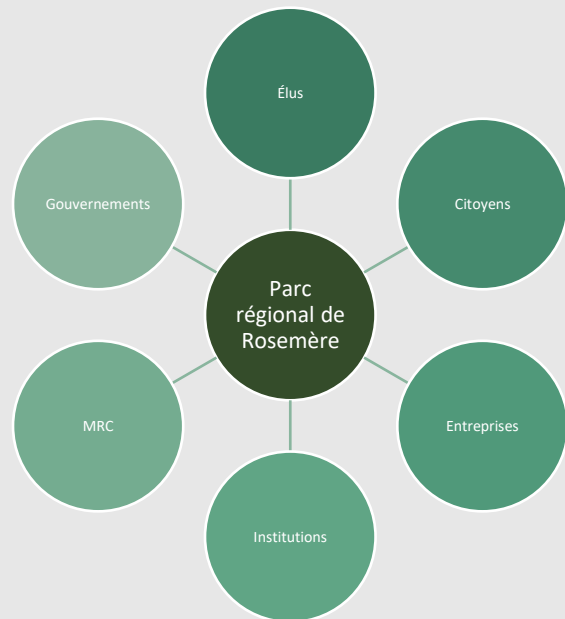 Élus
Citoyens
Entreprises
Institutions
MRC
Gouvernements
Parc
régional de
Rosemère